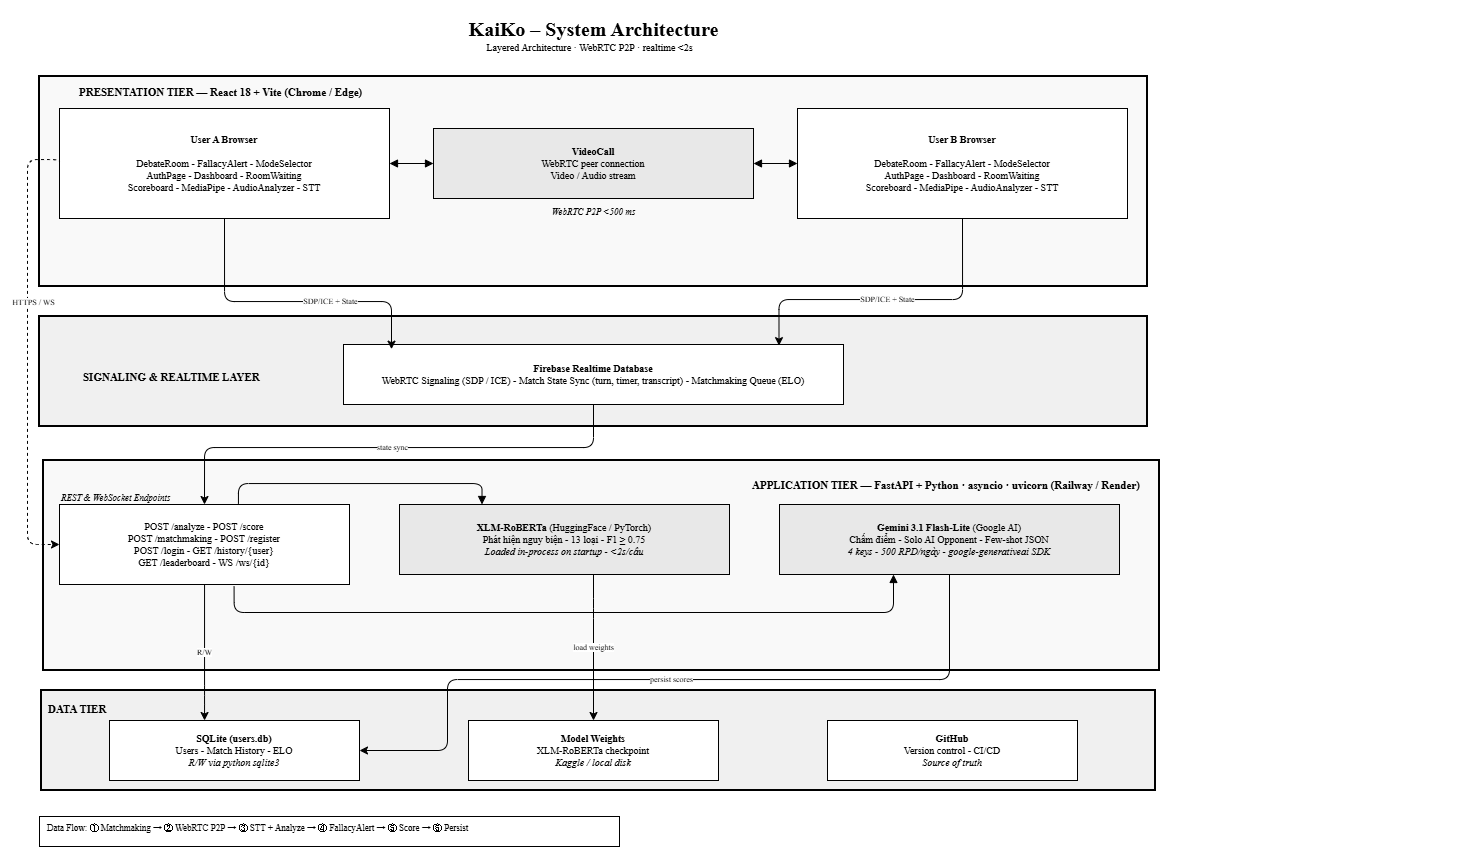 KaiKo – System Architecture
Layered Architecture · WebRTC P2P · realtime <2s
PRESENTATION TIER — React 18 + Vite (Chrome / Edge)
User A Browser
DebateRoom - FallacyAlert - ModeSelector
AuthPage - Dashboard - RoomWaiting
Scoreboard - MediaPipe - AudioAnalyzer - STT
VideoCall
WebRTC peer connection
Video / Audio stream
WebRTC P2P <500 ms
User B Browser
DebateRoom - FallacyAlert - ModeSelector
AuthPage - Dashboard - RoomWaiting
Scoreboard - MediaPipe - AudioAnalyzer - STT
HTTPS / WS
SDP/ICE + State
SDP/ICE + State
SIGNALING & REALTIME LAYER
Firebase Realtime Database
WebRTC Signaling (SDP / ICE) - Match State Sync (turn, timer, transcript) - Matchmaking Queue (ELO)
state sync
APPLICATION TIER — FastAPI + Python · asyncio · uvicorn (Railway / Render)
REST & WebSocket Endpoints
POST /analyze - POST /score
POST /matchmaking - POST /register
POST /login - GET /history/{user}
GET /leaderboard - WS /ws/{id}
XLM-RoBERTa (HuggingFace / PyTorch)
Phát hiện nguỵ biện - 13 loại - F1 ≥ 0.75
Loaded in-process on startup - <2s/câu
Gemini 3.1 Flash-Lite (Google AI)
Chấm điểm - Solo AI Opponent - Few-shot JSON
4 keys - 500 RPD/ngày - google-generativeai SDK
R/W
load weights
persist scores
DATA TIER
SQLite (users.db)
Users - Match History - ELO
R/W via python sqlite3
Model Weights
XLM-RoBERTa checkpoint
Kaggle / local disk
GitHub
Version control - CI/CD
Source of truth
Data Flow: ① Matchmaking → ② WebRTC P2P → ③ STT + Analyze → ④ FallacyAlert → ⑤ Score → ⑥ Persist